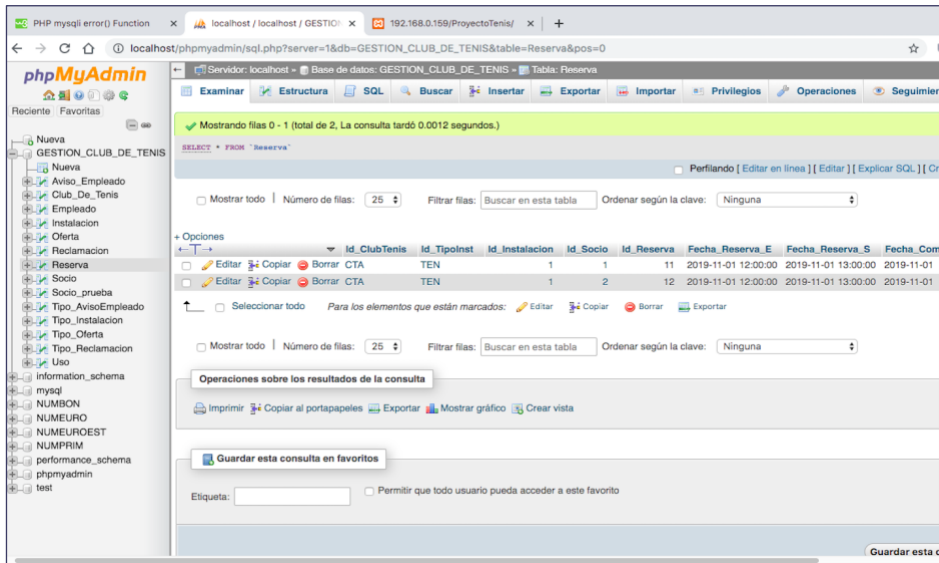 PHP mysqli error() Function
localhost / localhost / GESTION
192.168.0.159/ProyectoTenis/
localhost/phpmyadmin/sql.php?server=1&db=GESTION_CLUB_DE_TENIS&table=Reserva&pos=0
phpMyAdmin
Reciente Favoritas
Nueva
GESTION_CLUB_DE_TENIS
Nueva
Aviso_Empleado
Club_De_Tenis
Empleado
Instalacion
Oferta
Reclamacion
Reserva
Socio
Socio_prueba
Tipo_AvisoEmpleado
Tipo_Instalacion
Tipo_Oferta
Tipo_Reclamacion
Uso
information_schema
mysql
NUMBON
NUMEURO
NUMEUROEST
NUMPRIM
performance_schema
phpmyadmin
test
Servidor: localhost » Base de datos: GESTION_CLUB_DE_TENIS » Tabla: Reserva
Examinar Estructura SQL Buscar Insertar Exportar Importar Privilegios Operaciones Seguimier
Mostrando filas 0 - 1 (total de 2, La consulta tardó 0.0012 segundos.)
SELECT * FROM `Reserva`
Perfilando [ Editar en línea ] [ Editar ] [ Explicar SQL ] [ Cr
Mostrar todo | Número de filas: 25 Filtrar filas: Buscar en esta tabla Ordenar según la clave: Ninguna
+ Opciones
←T→ Id_ClubTenis Id_TipoInst Id_Instalacion Id_Socio Id_Reserva Fecha_Reserva_E Fecha_Reserva_S Fecha_Com
Editar Copiar Borrar CTA TEN 1 1 11 2019-11-01 12:00:00 2019-11-01 13:00:00 2019-11-01
Editar Copiar Borrar CTA TEN 1 2 12 2019-11-01 12:00:00 2019-11-01 13:00:00 2019-11-01
Seleccionar todo Para los elementos que están marcados: Editar Copiar Borrar Exportar
Mostrar todo | Número de filas: 25 Filtrar filas: Buscar en esta tabla Ordenar según la clave: Ninguna
Operaciones sobre los resultados de la consulta
Imprimir Copiar al portapapeles Exportar Mostrar gráfico Crear vista
Guardar esta consulta en favoritos
Etiqueta: Permitir que todo usuario pueda acceder a este favorito
Guardar esta c